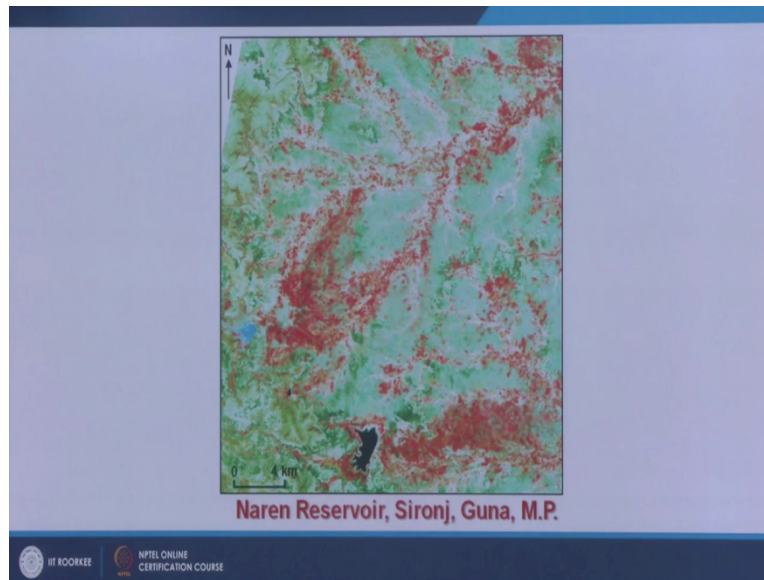 N
0 4 km
Naren Reservoir, Sironj, Guna, M.P.
IIT ROORKEE
NPTEL ONLINE
CERTIFICATION COURSE